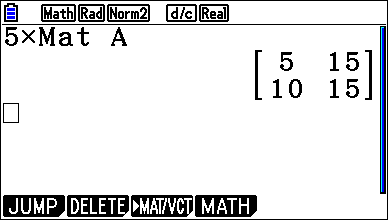 Math Rad Norm2 d/c Real
5×Mat A
[5 15]
[10 15]
JUMP DELETE ▶MAT/VCT MATH